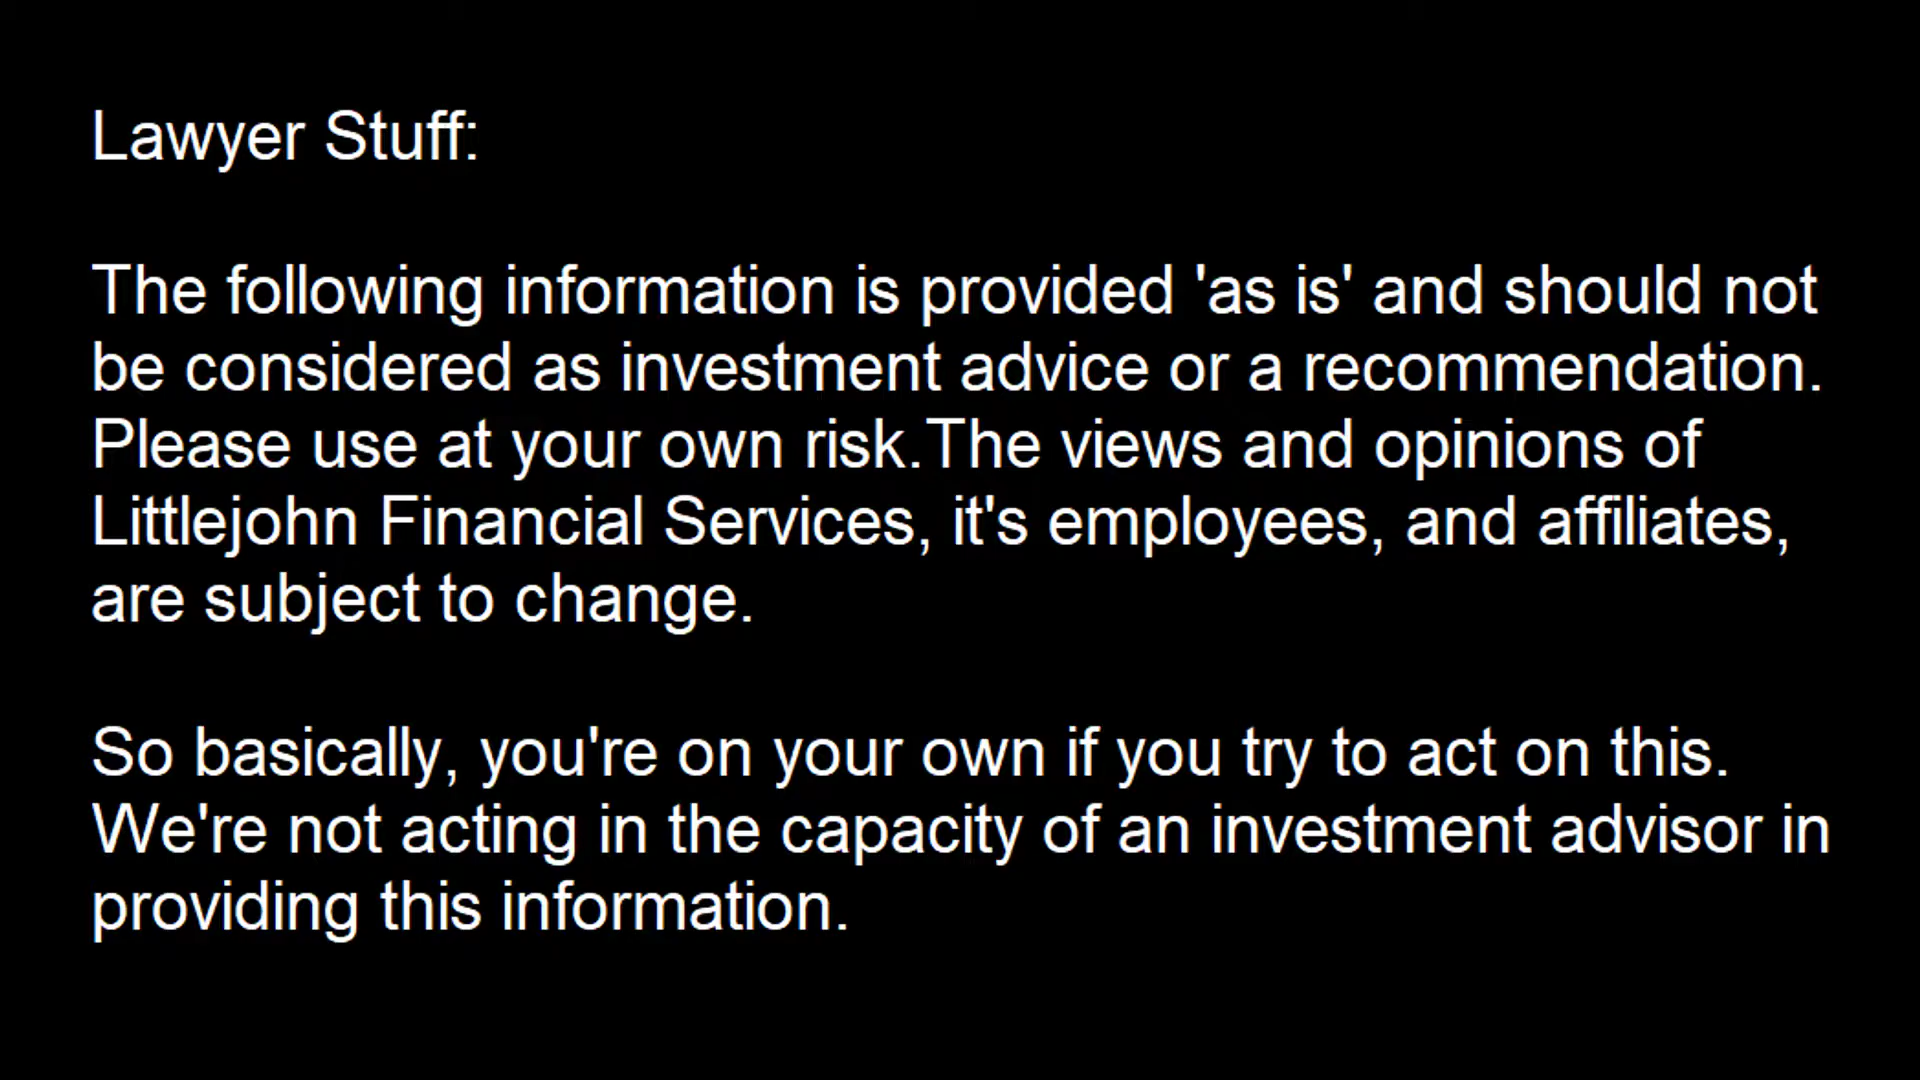 Lawyer Stuff:
The following information is provided 'as is' and should not
be considered as investment advice or a recommendation.
Please use at your own risk.The views and opinions of
Littlejohn Financial Services, it's employees, and affiliates,
are subject to change.
So basically, you're on your own if you try to act on this.
We're not acting in the capacity of an investment advisor in
providing this information.